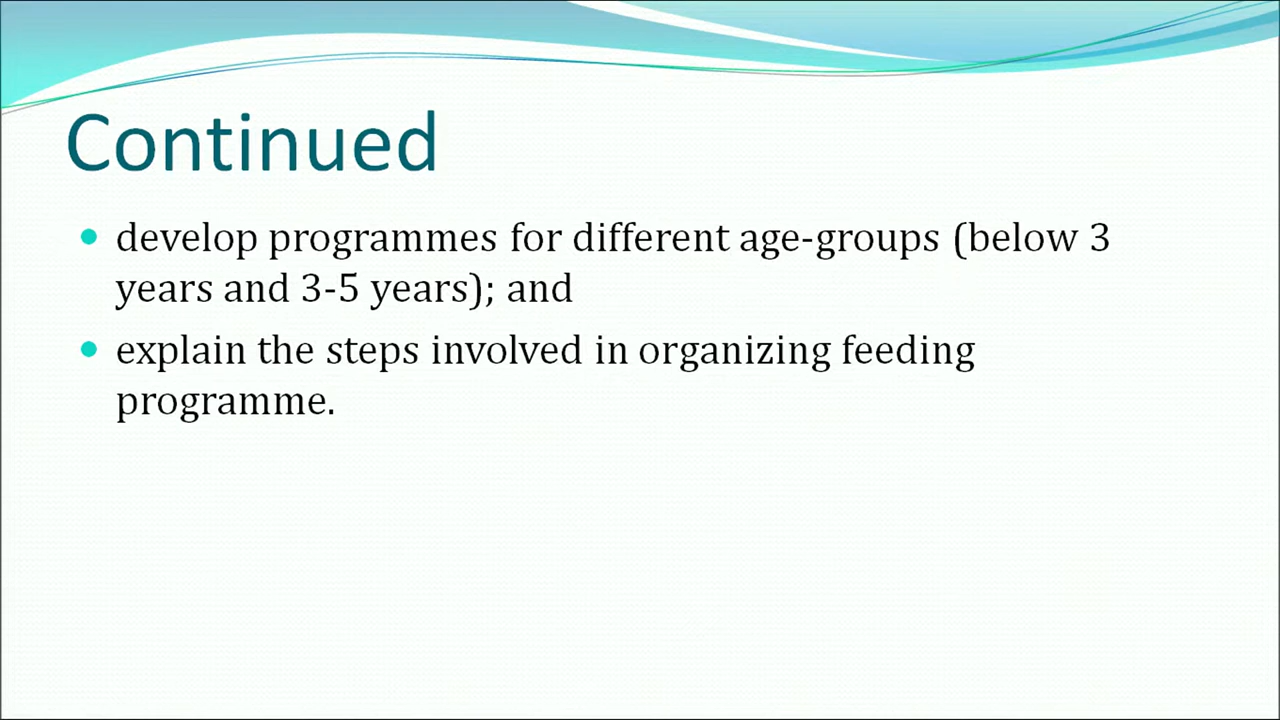 Continued
develop programmes for different age-groups (below 3
years and 3-5 years); and
explain the steps involved in organizing feeding
programme.